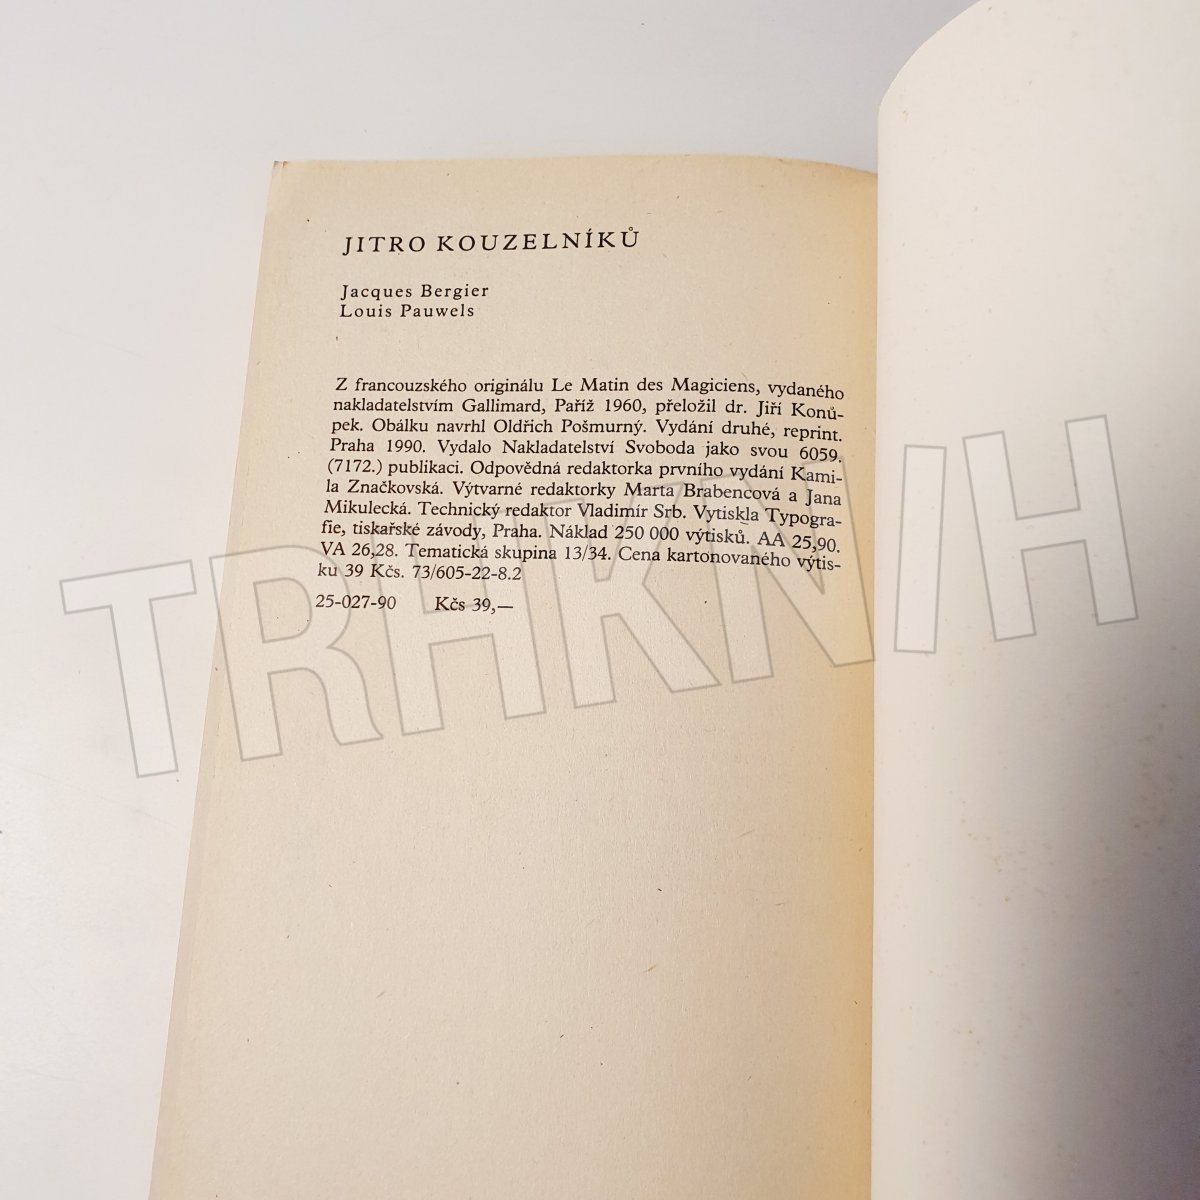 JITRO KOUZELNÍKŮ
Jacques Bergier
Louis Pauwels
Z francouzského originálu Le Matin des Magiciens, vydaného
nakladatelstvím Gallimard, Paříž 1960, přeložil dr. Jiří Konů-
pek. Obálku navrhl Oldřich Pošmurný. Vydání druhé, reprint.
Praha 1990. Vydalo Nakladatelství Svoboda jako svou 6059.
(7172.) publikaci. Odpovědná redaktorka prvního vydání Kami-
la Značkovská. Výtvarné redaktorky Marta Brabencová a Jana
Mikulecká. Technický redaktor Vladimír Srb. Vytiskla Typogra-
fie, tiskařské závody, Praha. Náklad 250 000 výtisků. AA 25,90.
VA 26,28. Tematická skupina 13/34. Cena kartonovaného výtis-
ku 39 Kčs. 73/605-22-8.2
25-027-90 Kčs 39,—
TRHKNIH